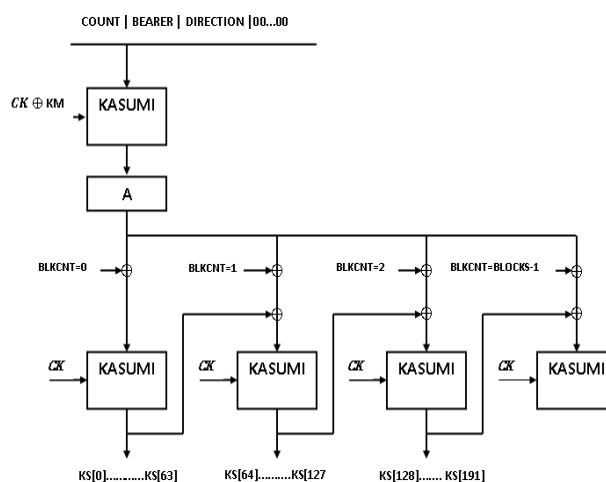 COUNT | BEARER | DIRECTION |00...00
CK ⊕ KM
KASUMI
A
BLKCNT=0
BLKCNT=1
BLKCNT=2
BLKCNT=BLOCKS-1
CK
KASUMI
CK
KASUMI
CK
KASUMI
CK
KASUMI
KS[0]............KS[63]
KS[64]..........KS[127
KS[128]....... KS[191]